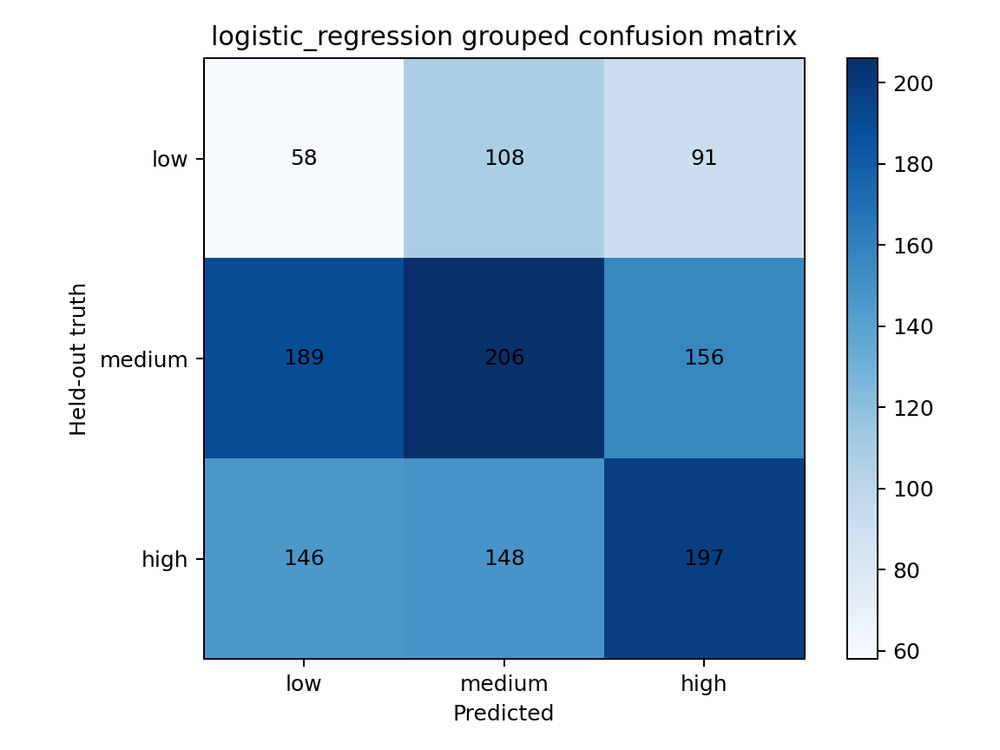 logistic_regression grouped confusion matrix
200
180
160
140
120
100
80
60
Held-out truth
low
58
108
91
medium
189
206
156
high
146
148
197
low
medium
high
Predicted